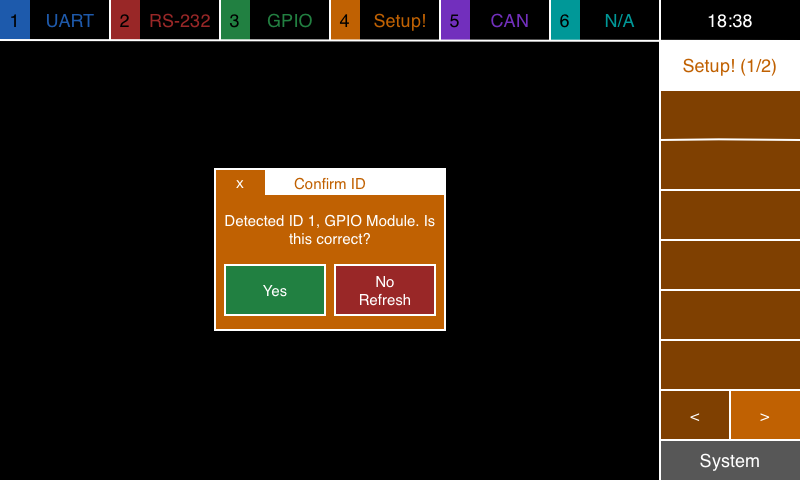 1 UART 2 RS-232 3 GPIO 4 Setup! 5 CAN 6 N/A 18:38
Setup! (1/2)
x Confirm ID
Detected ID 1, GPIO Module. Is
this correct?
Yes
No
Refresh
< >
System